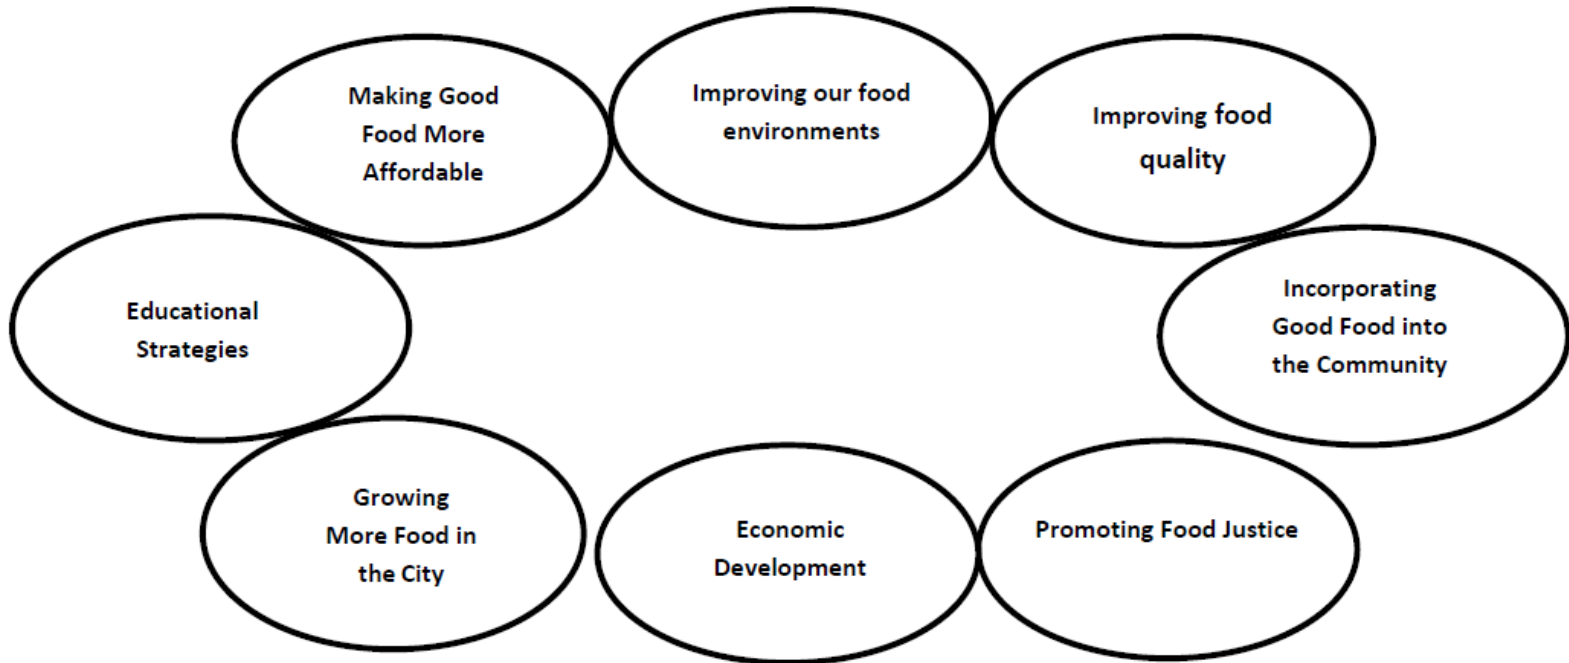 Making Good
Food More
Affordable
Improving our food
environments
Improving food
quality
Educational
Strategies
Incorporating
Good Food into
the Community
Growing
More Food in
the City
Economic
Development
Promoting Food Justice